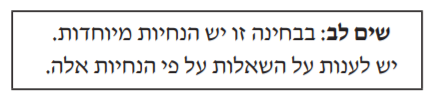 שים לב: בבחינה זו יש הנחיות מיוחדות.
יש לענות על השאלות על פי הנחיות אלה.